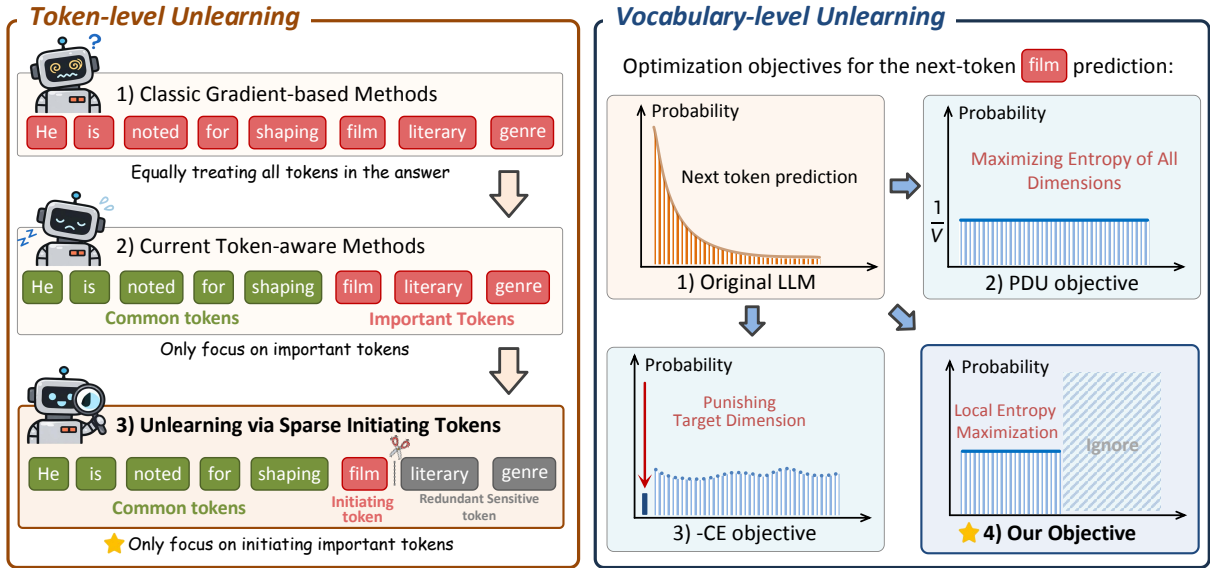 Token-level Unlearning
?
1) Classic Gradient-based Methods
He is noted for shaping film literary genre
Equally treating all tokens in the answer
zzz
2) Current Token-aware Methods
He is noted for shaping film literary genre
Common tokens Important Tokens
Only focus on important tokens
3) Unlearning via Sparse Initiating Tokens
He is noted for shaping film literary genre
Common tokens Initiating token Redundant Sensitive token
Only focus on initiating important tokens
Vocabulary-level Unlearning
Optimization objectives for the next-token film prediction:
Probability
Next token prediction
1) Original LLM
Probability
Maximizing Entropy of All
Dimensions
1/V
2) PDU objective
Probability
Punishing
Target Dimension
3) -CE objective
Probability
Local Entropy
Maximization
Ignore
4) Our Objective